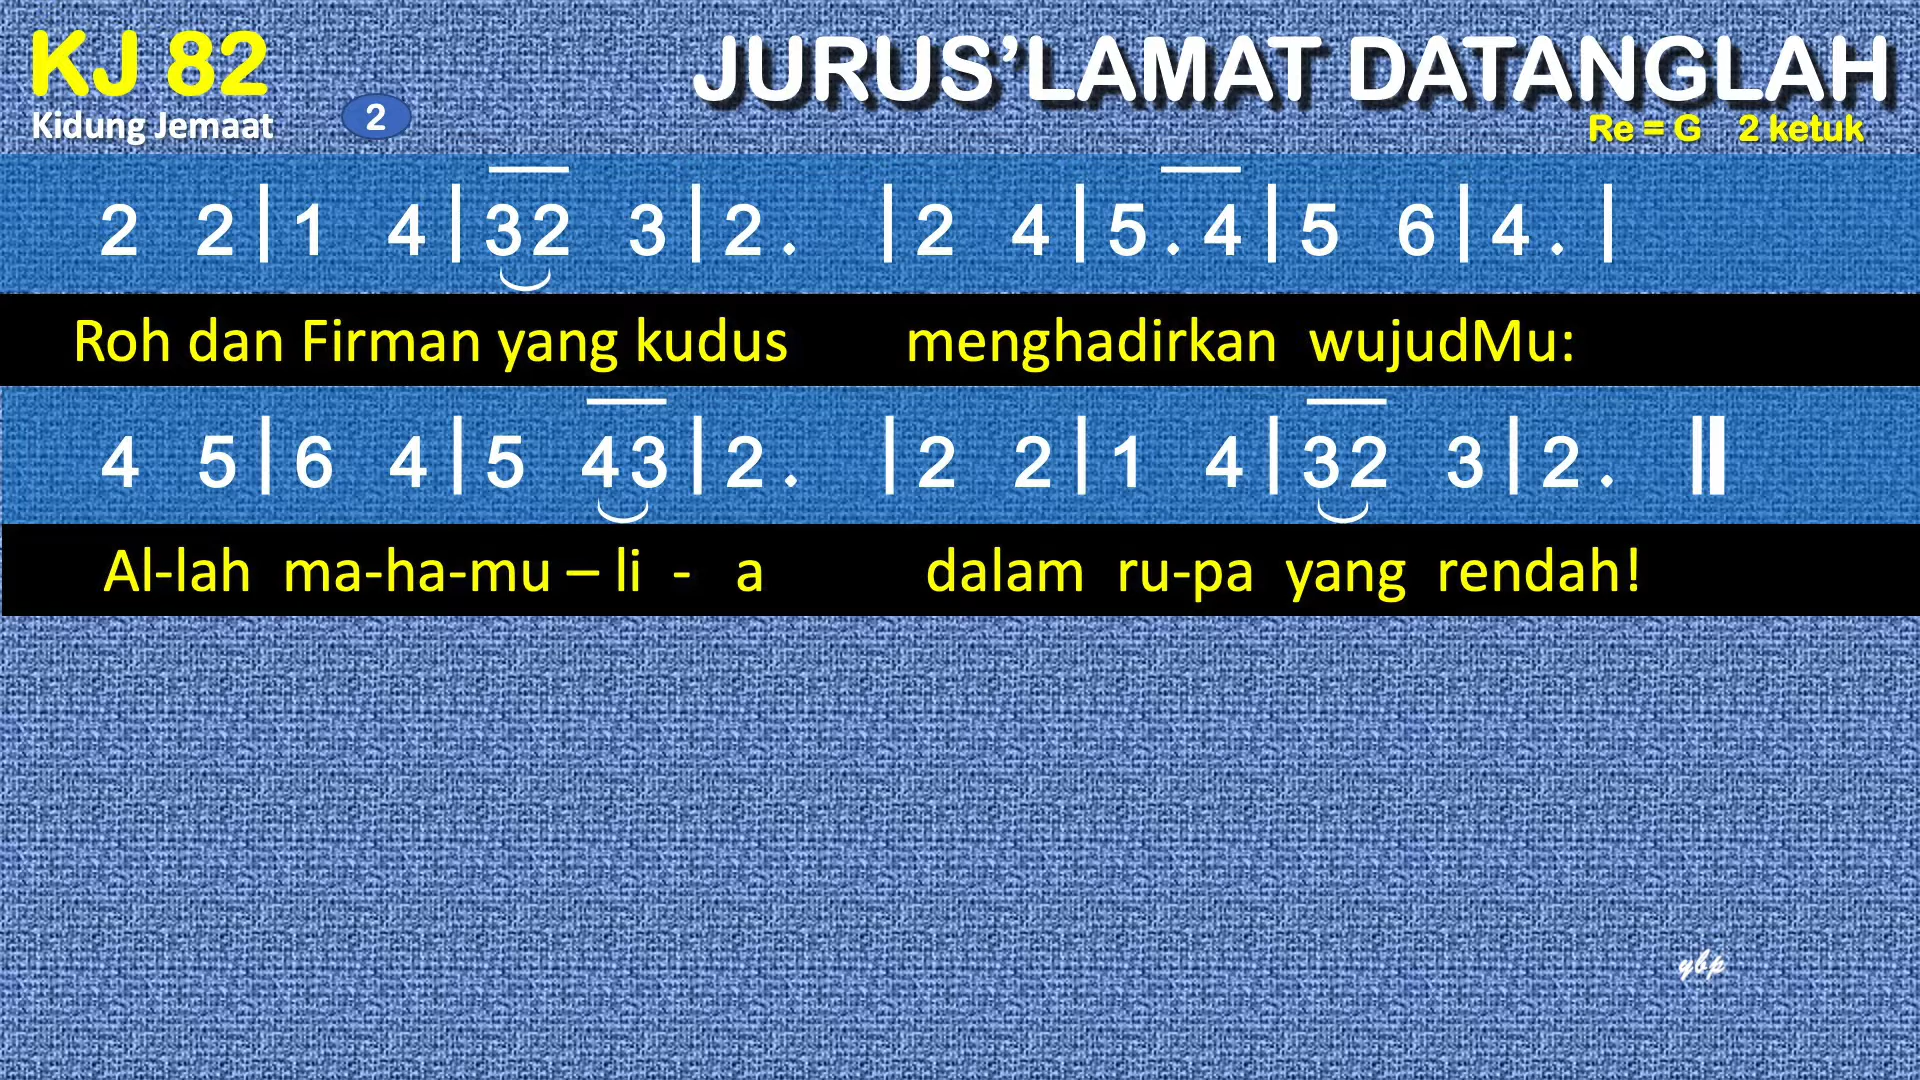 KJ 82
JURUS’LAMAT DATANGLAH
Kidung Jemaat
2
Re = G 2 ketuk
2 2 | 1 4 | 32 3 | 2 . | 2 4 | 5 . 4 | 5 6 | 4 . |
Roh dan Firman yang kudus menghadirkan wujudMu:
4 5 | 6 4 | 5 43 | 2 . | 2 2 | 1 4 | 32 3 | 2 . ||
Al-lah ma-ha-mu – li - a dalam ru-pa yang rendah!
ybp